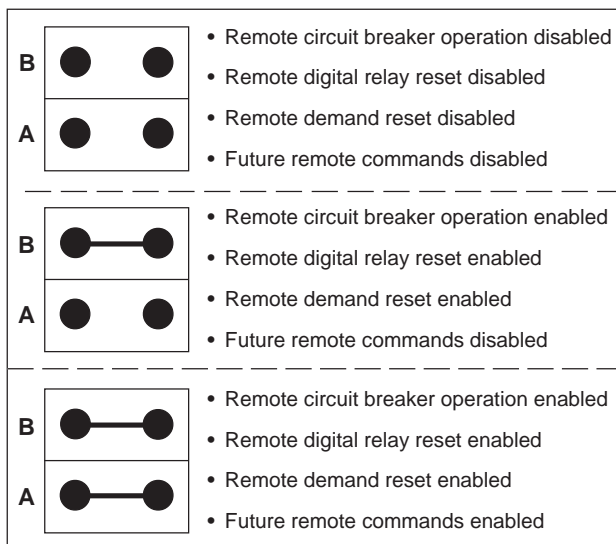 B
• Remote circuit breaker operation disabled
• Remote digital relay reset disabled
A
• Remote demand reset disabled
• Future remote commands disabled
B
• Remote circuit breaker operation enabled
• Remote digital relay reset enabled
A
• Remote demand reset enabled
• Future remote commands disabled
B
• Remote circuit breaker operation enabled
• Remote digital relay reset enabled
A
• Remote demand reset enabled
• Future remote commands enabled